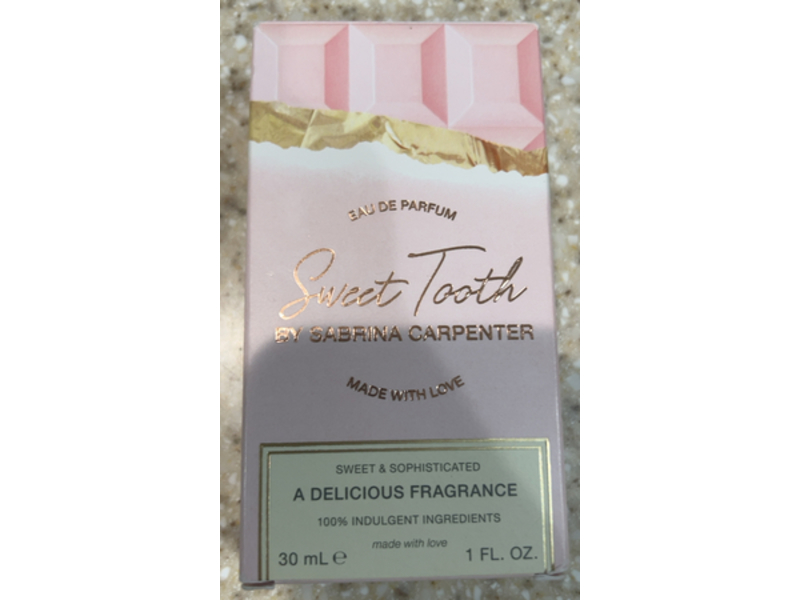 EAU DE PARFUM
Sweet Tooth
BY SABRINA CARPENTER
MADE WITH LOVE
SWEET & SOPHISTICATED
A DELICIOUS FRAGRANCE
100% INDULGENT INGREDIENTS
made with love
30 mL ℮ 1 FL. OZ.